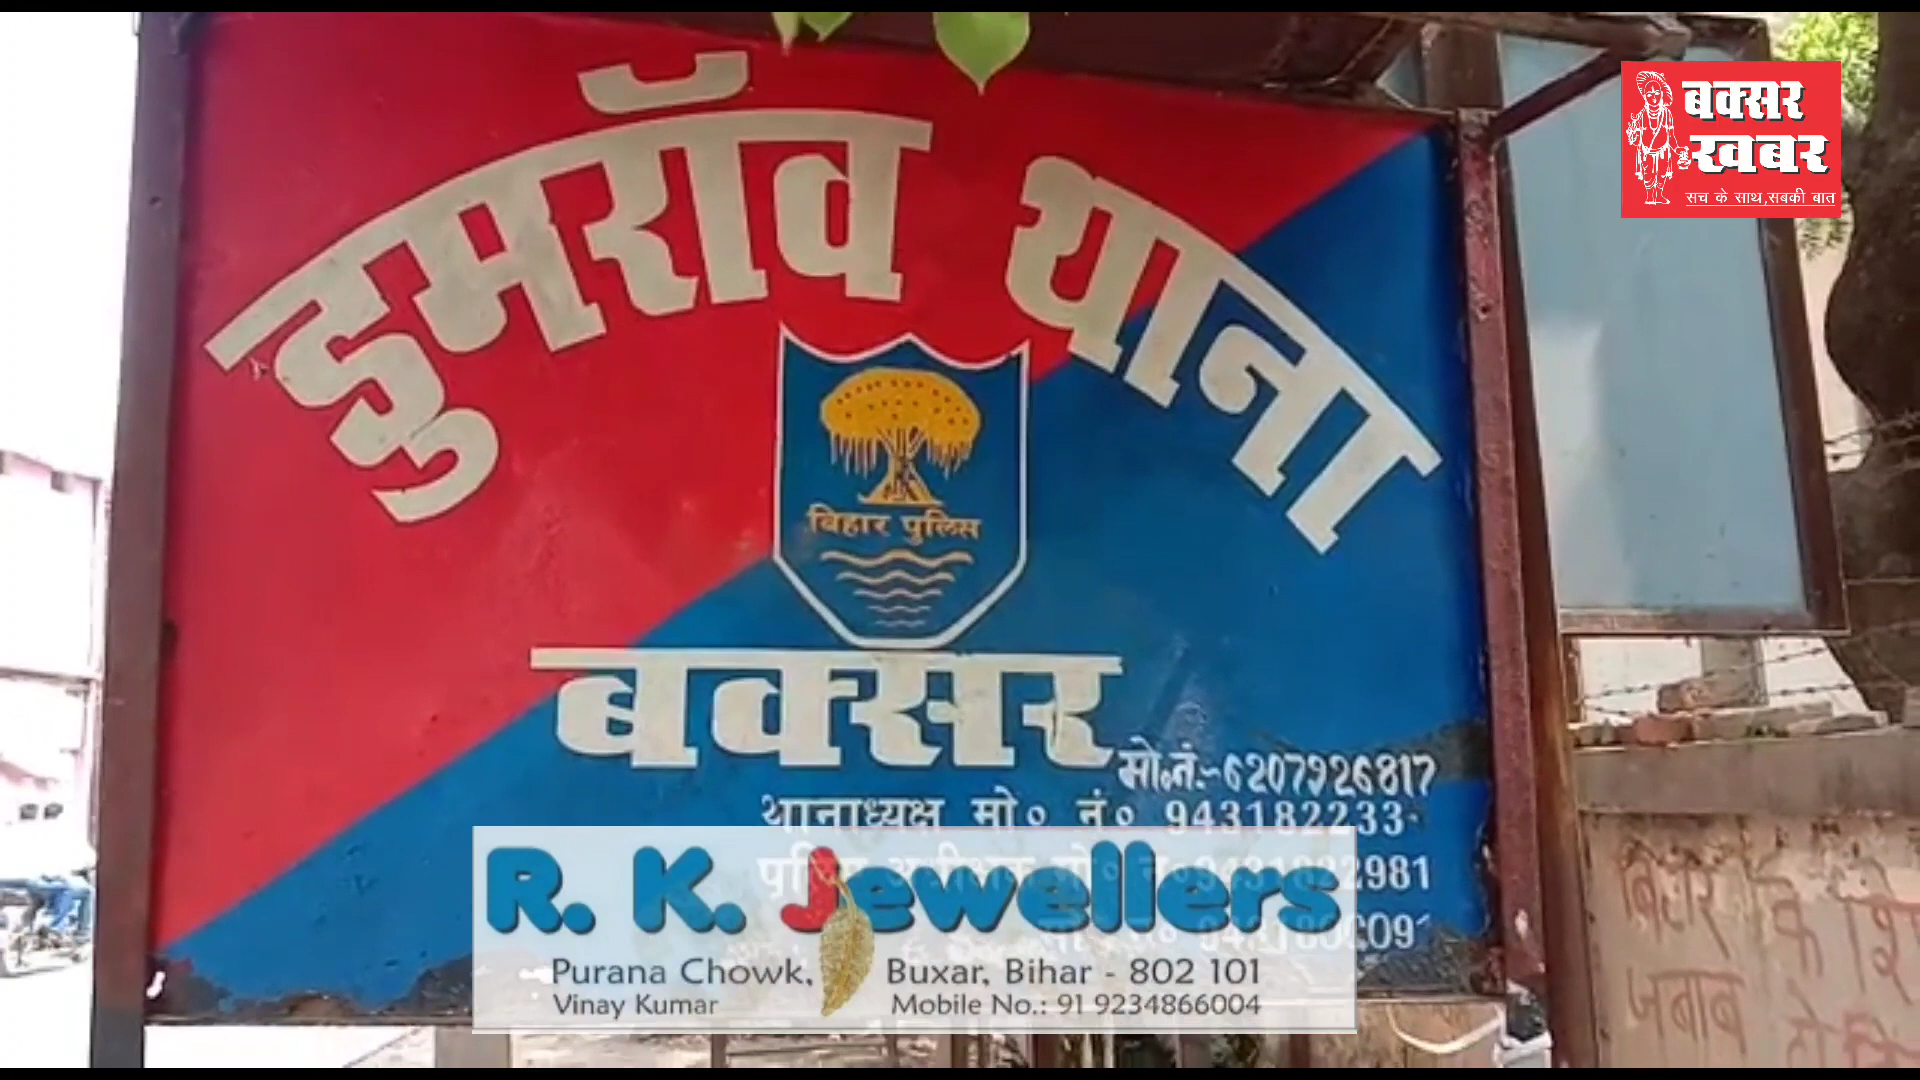 डुमरॉंव थाना
बिहार पुलिस
बक्सर
मो॰नं:-6207926817
थानाध्यक्ष मो० नं० 943182233
R. K. Jewellers
Purana Chowk, Buxar, Bihar - 802 101
Vinay Kumar Mobile No.: 91 9234866004
बक्सर
खबर
सच के साथ,सबकी बात
बिहार के
जबाब